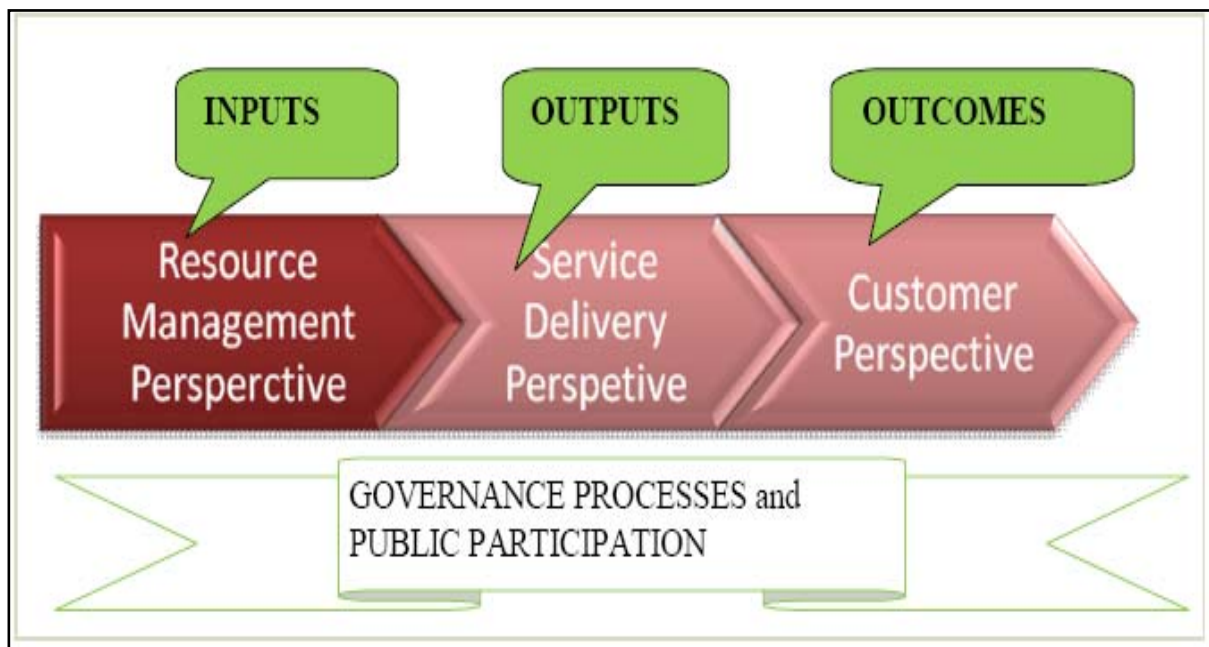 INPUTS
OUTPUTS
OUTCOMES
Resource
Management
Persperctive
Service
Delivery
Perspetive
Customer
Perspective
GOVERNANCE PROCESSES and
PUBLIC PARTICIPATION